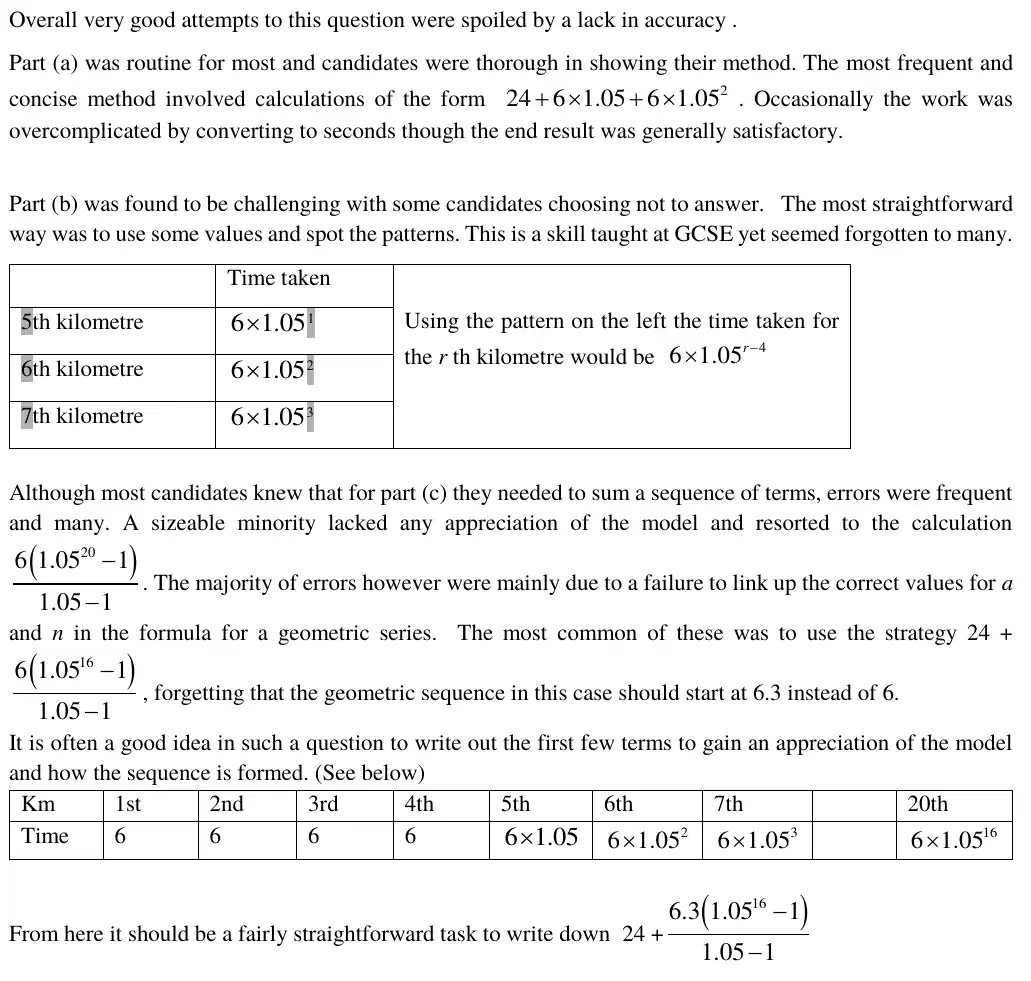 Overall very good attempts to this question were spoiled by a lack in accuracy .
Part (a) was routine for most and candidates were thorough in showing their method. The most frequent and
concise method involved calculations of the form 24+6×1.05+6×1.05² . Occasionally the work was
overcomplicated by converting to seconds though the end result was generally satisfactory.
Part (b) was found to be challenging with some candidates choosing not to answer. The most straightforward
way was to use some values and spot the patterns. This is a skill taught at GCSE yet seemed forgotten to many.
Time taken
5th kilometre 6×1.05¹
6th kilometre 6×1.05²
7th kilometre 6×1.05³
Using the pattern on the left the time taken for
the r th kilometre would be 6×1.05ʳ⁻⁴
Although most candidates knew that for part (c) they needed to sum a sequence of terms, errors were frequent
and many. A sizeable minority lacked any appreciation of the model and resorted to the calculation
6(1.05²⁰ −1)
1.05−1 . The majority of errors however were mainly due to a failure to link up the correct values for a
and n in the formula for a geometric series. The most common of these was to use the strategy 24 +
6(1.05¹⁶ −1)
1.05−1 , forgetting that the geometric sequence in this case should start at 6.3 instead of 6.
It is often a good idea in such a question to write out the first few terms to gain an appreciation of the model
and how the sequence is formed. (See below)
Km 1st 2nd 3rd 4th 5th 6th 7th 20th
Time 6 6 6 6 6×1.05 6×1.05² 6×1.05³ 6×1.05¹⁶
From here it should be a fairly straightforward task to write down 24 + 6.3(1.05¹⁶ −1)
1.05−1